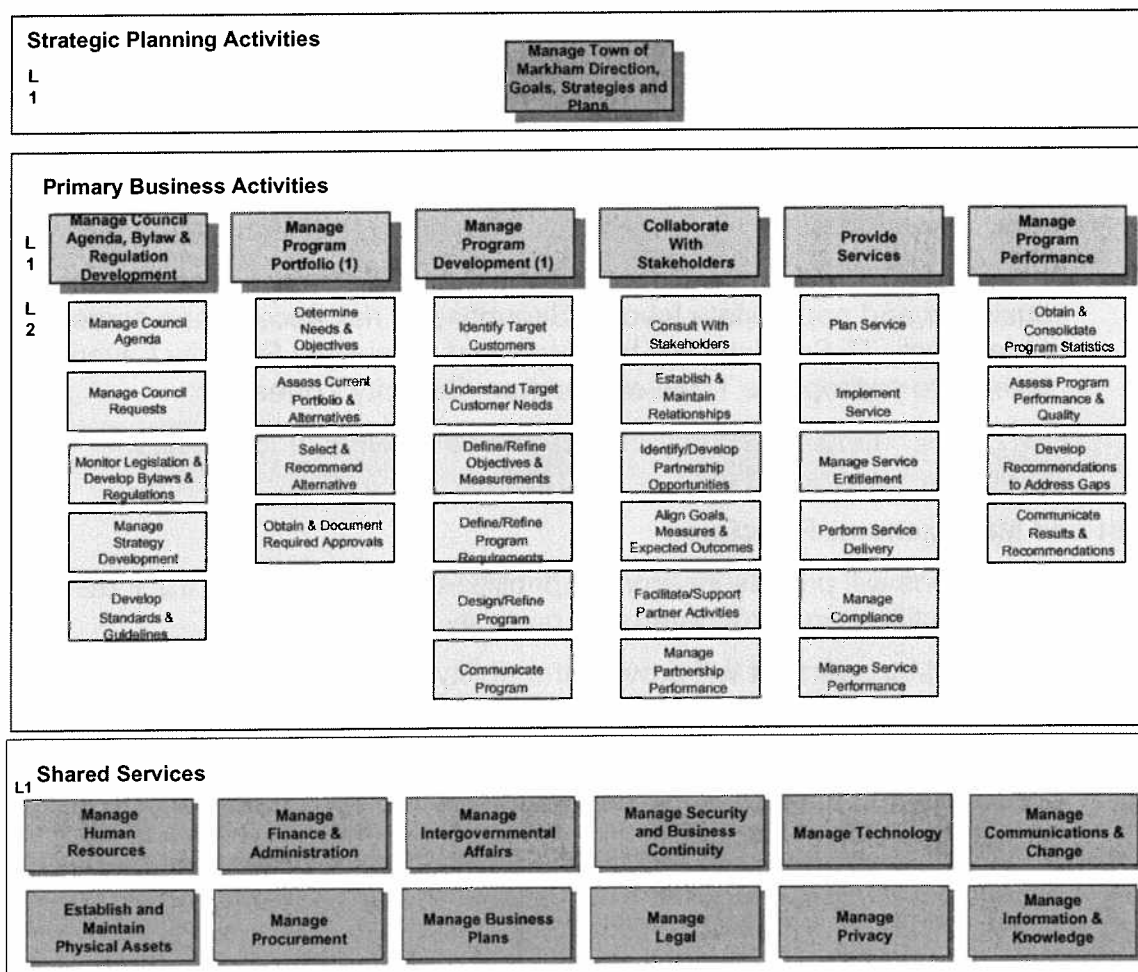 Strategic Planning Activities
L
1
Manage Town of
Markham Direction,
Goals, Strategies and
Plans
Primary Business Activities
L
1
Manage Council
Agenda, Bylaw &
Regulation
Development
Manage
Program
Portfolio (1)
Manage
Program
Development (1)
Collaborate
With
Stakeholders
Provide
Services
Manage
Program
Performance
L
2
Manage Council
Agenda
Manage Council
Requests
Monitor Legislation &
Develop Bylaws &
Regulations
Manage
Strategy
Development
Develop
Standards &
Guidelines
Determine
Needs &
Objectives
Assess Current
Portfolio &
Alternatives
Select &
Recommend
Alternative
Obtain & Document
Required Approvals
Identify Target
Customers
Understand Target
Customer Needs
Define/Refine
Objectives &
Measurements
Define/Refine
Program
Requirements
Design/Refine
Program
Communicate
Program
Consult With
Stakeholders
Establish &
Maintain
Relationships
Identify/Develop
Partnership
Opportunities
Align Goals,
Measures &
Expected Outcomes
Facilitate/Support
Partner Activities
Manage
Partnership
Performance
Plan Service
Implement
Service
Manage Service
Entitlement
Perform Service
Delivery
Manage
Compliance
Manage Service
Performance
Obtain &
Consolidate
Program Statistics
Assess Program
Performance &
Quality
Develop
Recommendations
to Address Gaps
Communicate
Results &
Recommendations
Shared Services
L1
Manage
Human
Resources
Manage
Finance &
Administration
Manage
Intergovernmental
Affairs
Manage Security
and Business
Continuity
Manage Technology
Manage
Communications &
Change
Establish and
Maintain
Physical Assets
Manage
Procurement
Manage Business
Plans
Manage
Legal
Manage
Privacy
Manage
Information &
Knowledge